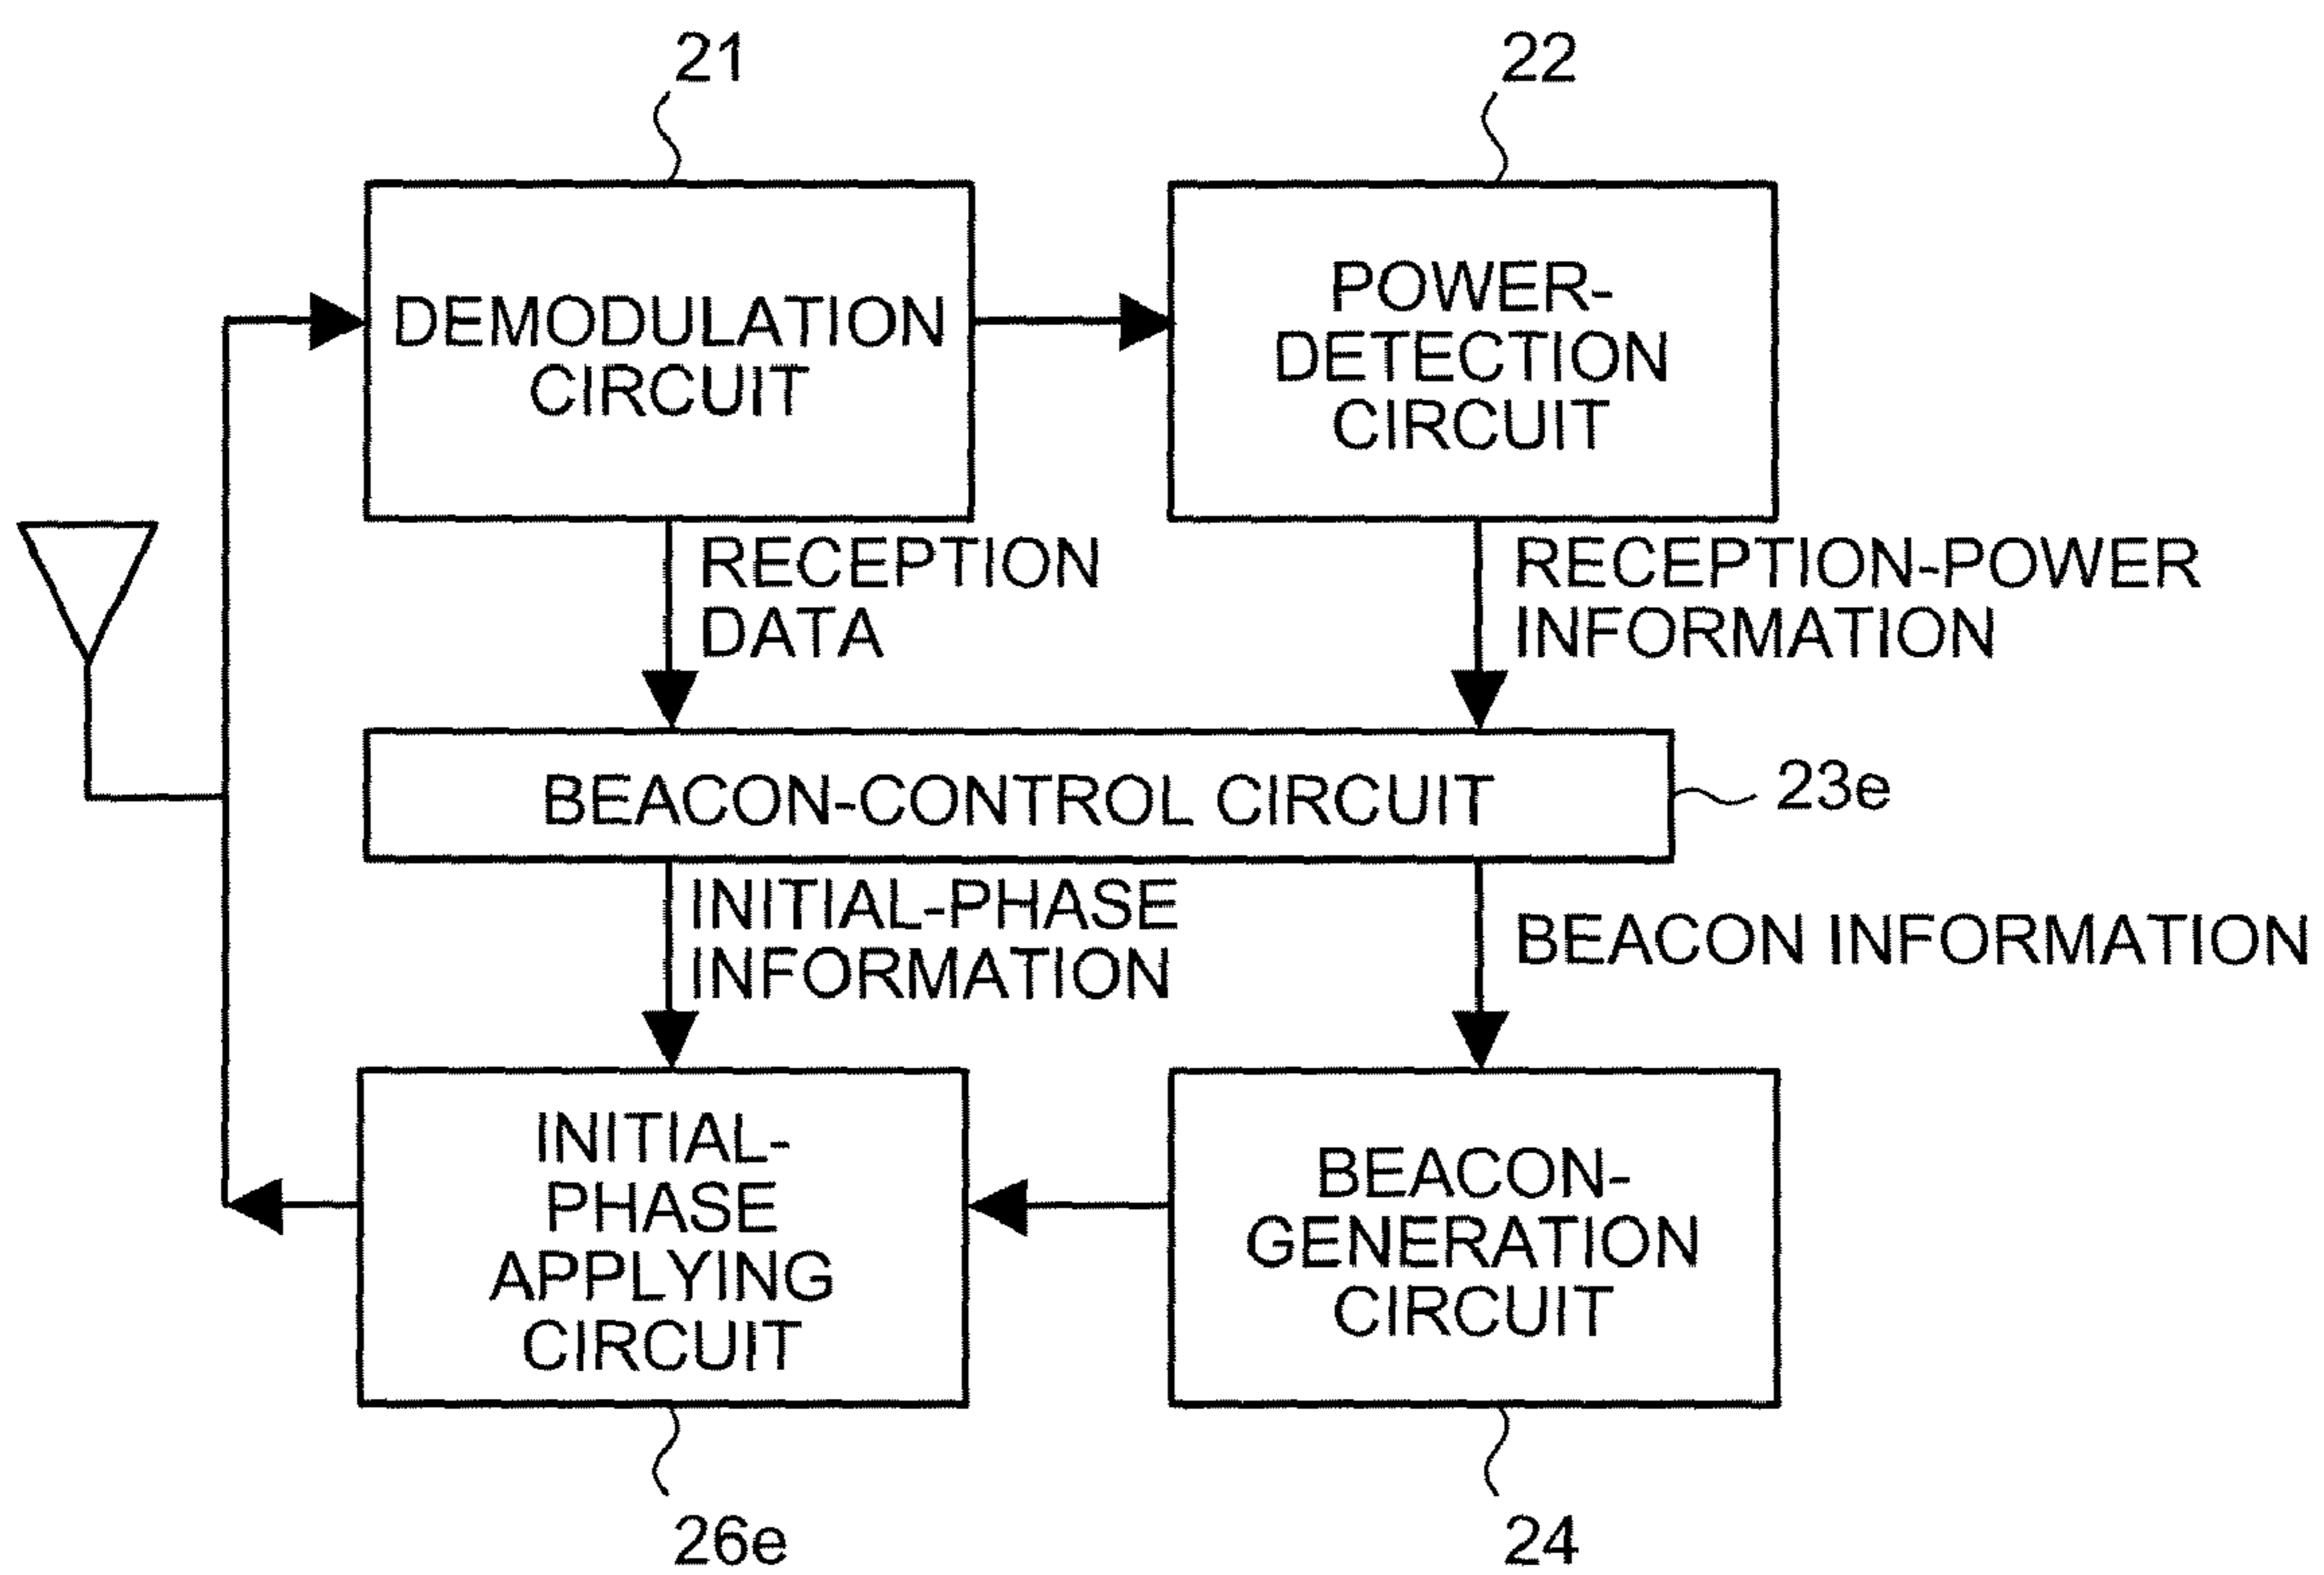 21
22
DEMODULATION
CIRCUIT
POWER-
DETECTION
CIRCUIT
RECEPTION
DATA
RECEPTION-POWER
INFORMATION
BEACON-CONTROL CIRCUIT
23e
INITIAL-PHASE
INFORMATION
BEACON INFORMATION
INITIAL-
PHASE
APPLYING
CIRCUIT
BEACON-
GENERATION
CIRCUIT
26e
24